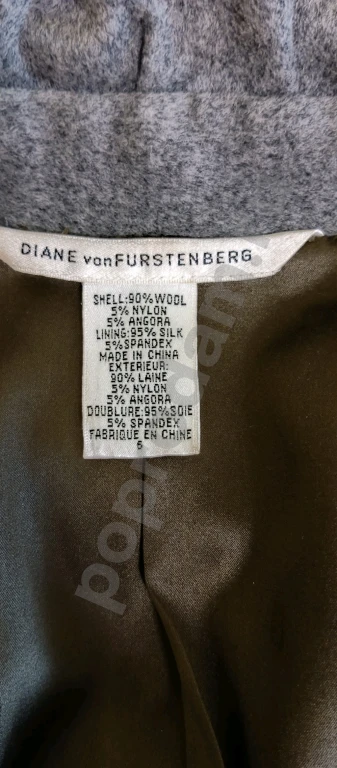 DIANE vonFURSTENBERG
SHELL:90%WOOL
5% NYLON
5% ANGORA
LINING:95% SILK
5%SPANDEX
MADE IN CHINA
EXTERIEUR:
90% LAINE
5% NYLON
5% ANGORA
DOUBLURE:95%SOIE
5% SPANDEX
FABRIQUE EN CHINE
6